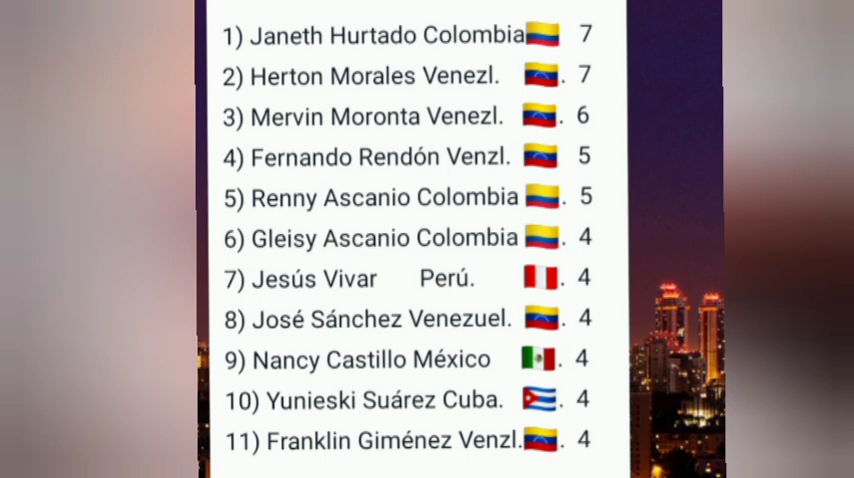 1) Janeth Hurtado Colombia🇨🇴 7
2) Herton Morales Venezl. 🇻🇪. 7
3) Mervin Moronta Venezl. 🇻🇪. 6
4) Fernando Rendón Venzl. 🇻🇪 5
5) Renny Ascanio Colombia 🇨🇴. 5
6) Gleisy Ascanio Colombia 🇨🇴. 4
7) Jesús Vivar Perú. 🇵🇪. 4
8) José Sánchez Venezuel. 🇻🇪. 4
9) Nancy Castillo México 🇲🇽. 4
10) Yunieski Suárez Cuba. 🇨🇺. 4
11) Franklin Giménez Venzl.🇻🇪. 4